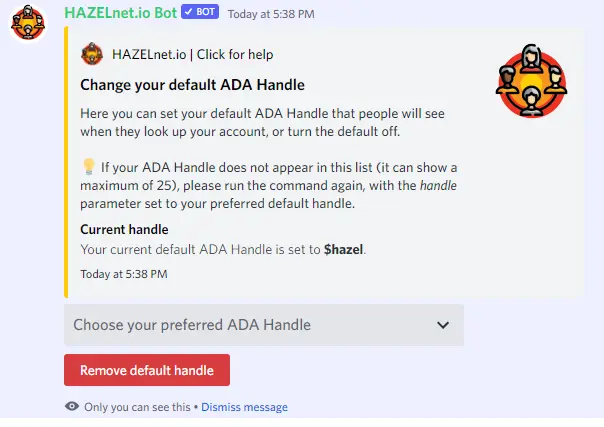 HAZELnet.io Bot ✓ BOT Today at 5:38 PM
HAZELnet.io | Click for help
Change your default ADA Handle
Here you can set your default ADA Handle that people will see
when they look up your account, or turn the default off.
💡 If your ADA Handle does not appear in this list (it can show a
maximum of 25), please run the command again, with the handle
parameter set to your preferred default handle.
Current handle
Your current default ADA Handle is set to $hazel.
Today at 5:38 PM
Choose your preferred ADA Handle
Remove default handle
Only you can see this • Dismiss message